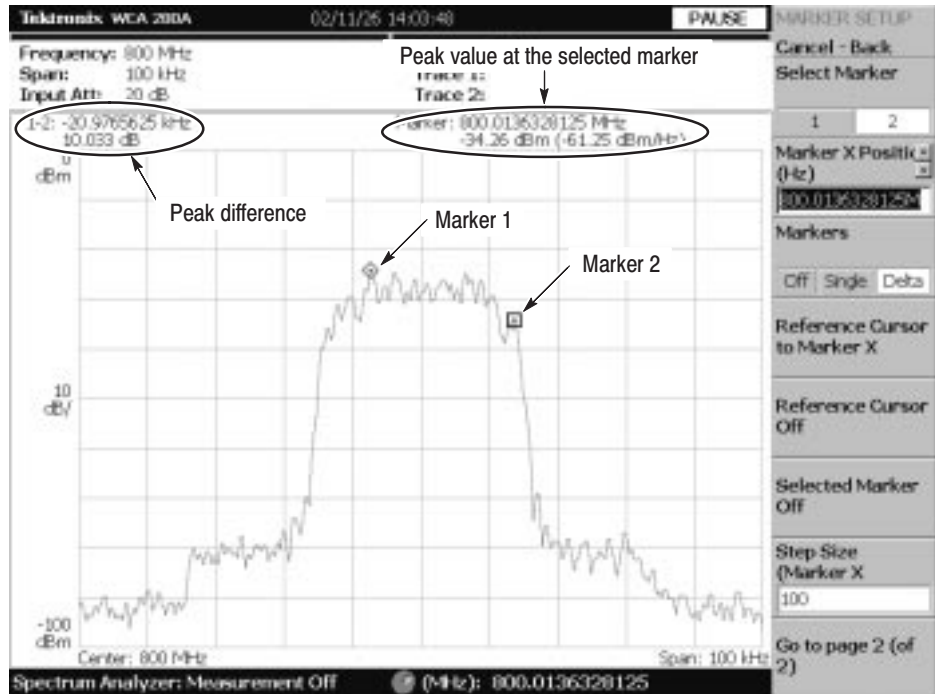 Tektronix WCA 200A 02/11/26 14:03:48 PAUSE
Frequency: 800 MHz
Span: 100 kHz
Input Att: 20 dB
Peak value at the selected marker
Trace 1:
Trace 2:
1-2: -20.9765625 kHz
10.033 dB
Marker: 800.0136328125 MHz
-34.26 dBm (-61.25 dBm/Hz)
0
dBm
Peak difference
Marker 1
Marker 2
10
dB/
-100
dBm
Center: 800 MHz Span: 100 kHz
Spectrum Analyzer: Measurement Off (MHz): 800.0136328125
MARKER SETUP
Cancel - Back
Select Marker
1 2
Marker X Positic
(Hz)
800.0136328125M
Markers
Off Single Delta
Reference Cursor
to Marker X
Reference Cursor
Off
Selected Marker
Off
Step Size
(Marker X
100
Go to page 2 (of
2)